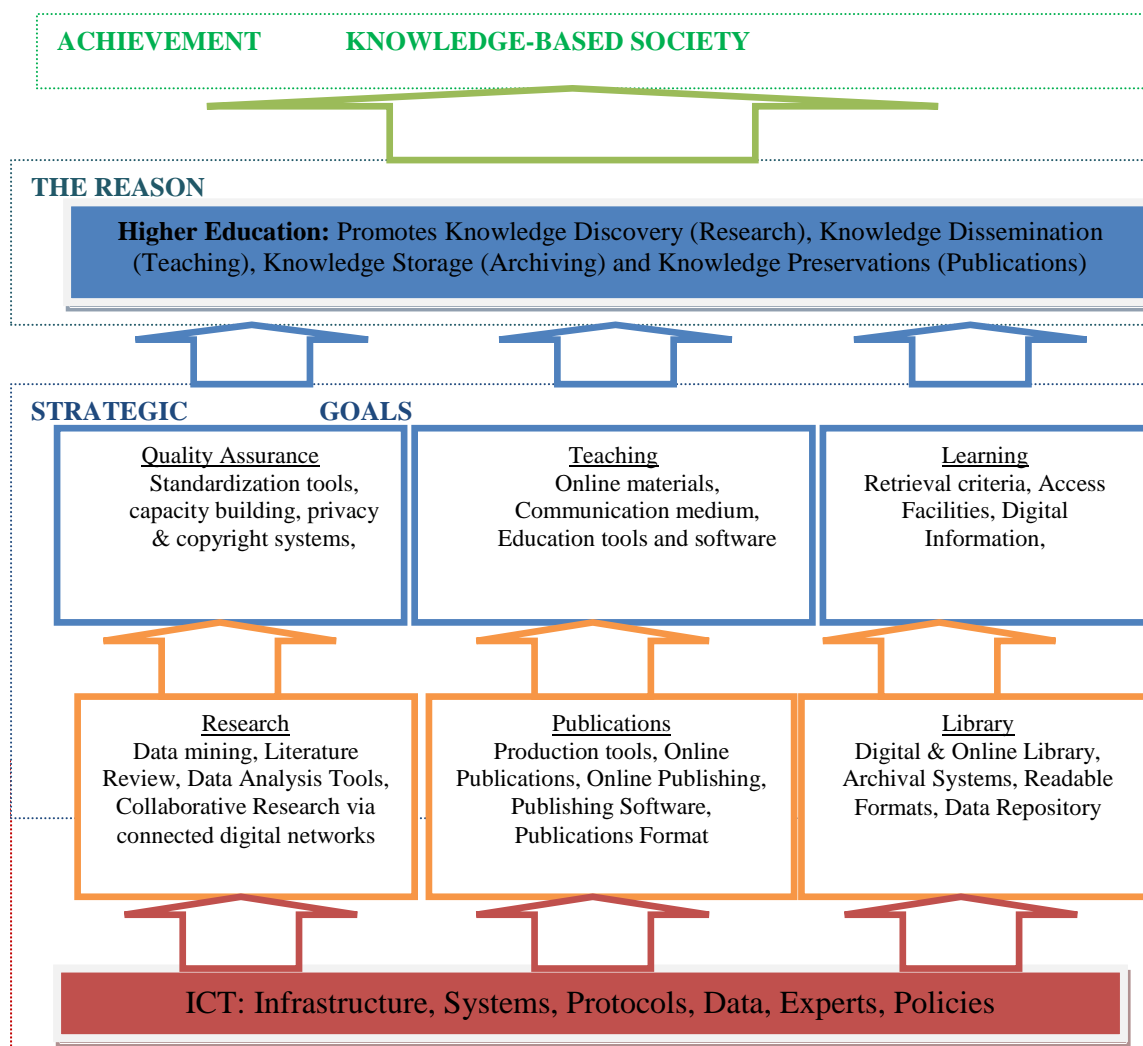 ACHIEVEMENT KNOWLEDGE-BASED SOCIETY
THE REASON
Higher Education: Promotes Knowledge Discovery (Research), Knowledge Dissemination
(Teaching), Knowledge Storage (Archiving) and Knowledge Preservations (Publications)
STRATEGIC GOALS
Quality Assurance
Standardization tools,
capacity building, privacy
& copyright systems,
Teaching
Online materials,
Communication medium,
Education tools and software
Learning
Retrieval criteria, Access
Facilities, Digital
Information,
Research
Data mining, Literature
Review, Data Analysis Tools,
Collaborative Research via
connected digital networks
Publications
Production tools, Online
Publications, Online Publishing,
Publishing Software,
Publications Format
Library
Digital & Online Library,
Archival Systems, Readable
Formats, Data Repository
ICT: Infrastructure, Systems, Protocols, Data, Experts, Policies